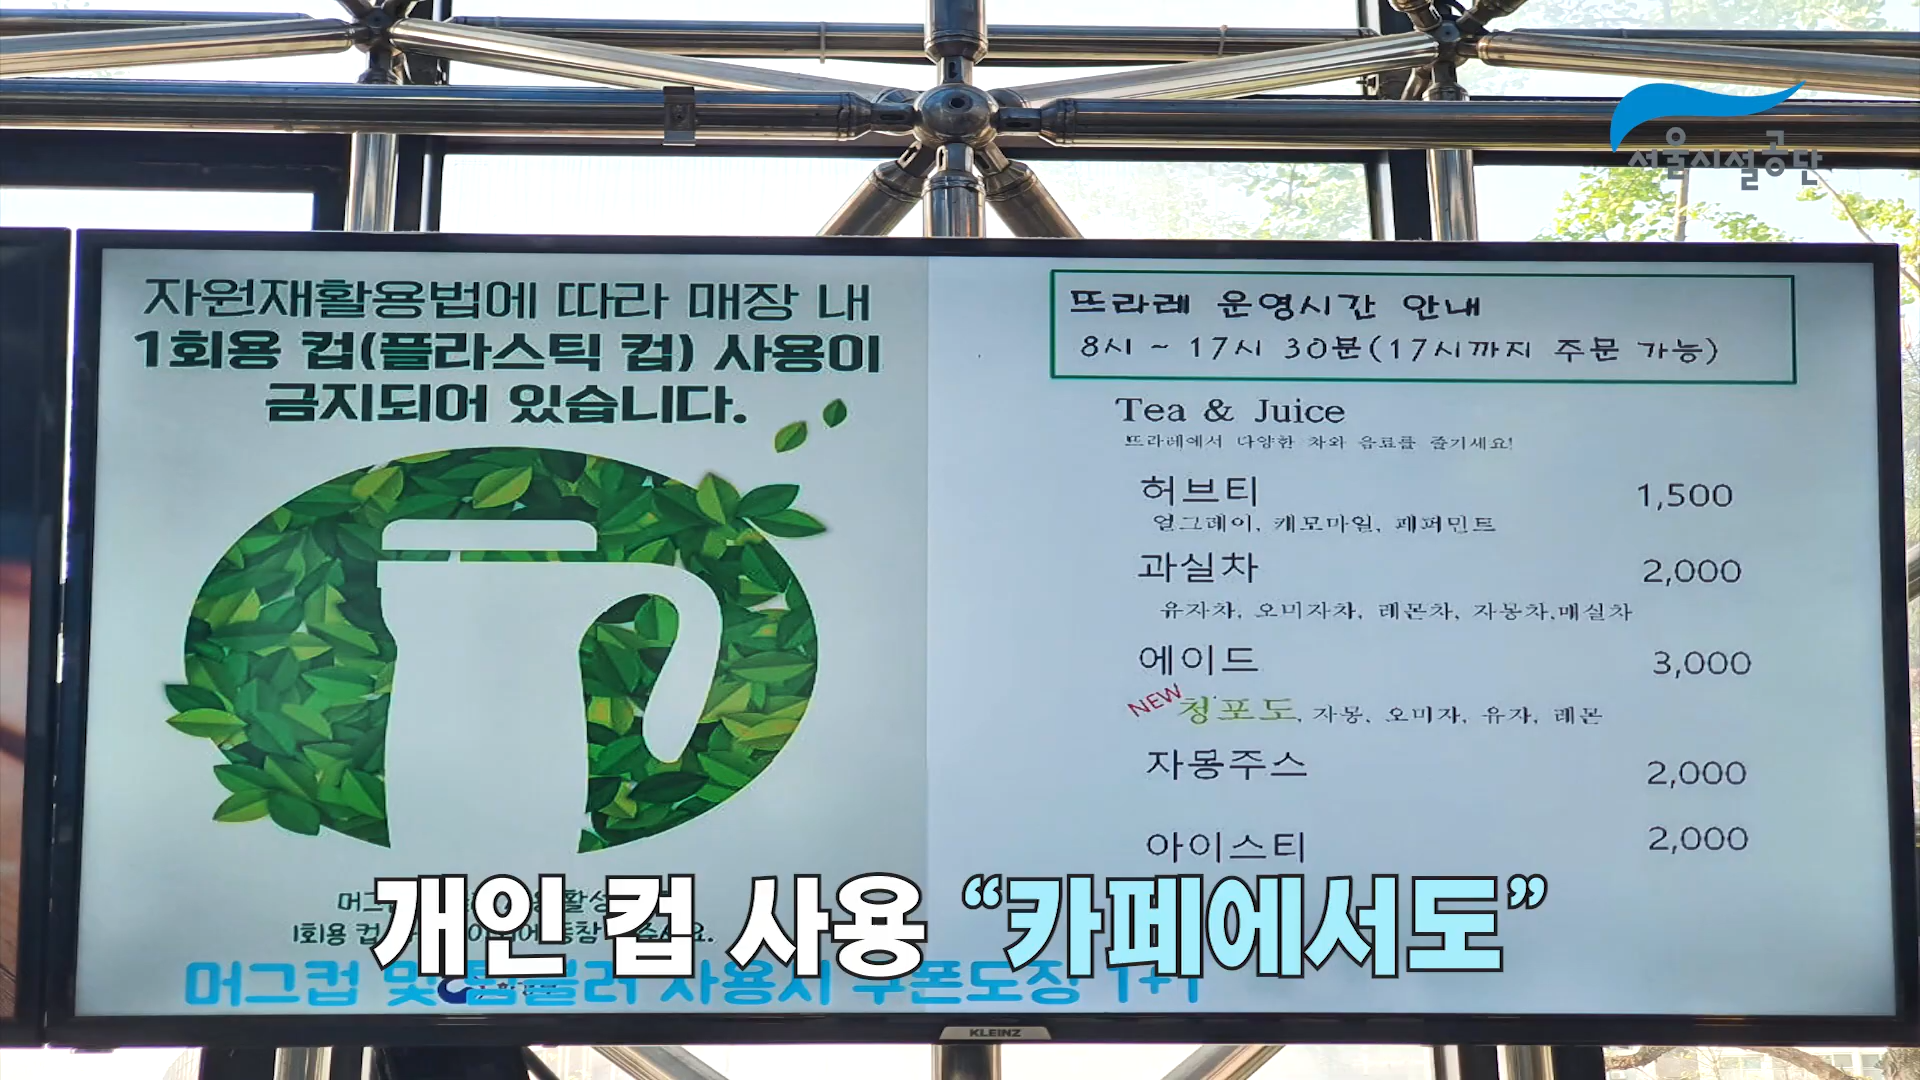 서울시설공단
자원재활용법에 따라 매장 내
1회용 컵(플라스틱 컵) 사용이
금지되어 있습니다.
머그컵 및 텀블러 사용시 쿠폰도장 1+1
뜨라레 운영시간 안내
8시 ~ 17시 30분(17시까지 주문 가능)
Tea & Juice
뜨라레에서 다양한 차와 음료를 즐기세요!
허브티 1,500
얼그레이, 캐모마일, 페퍼민트
과실차 2,000
유자차, 오미자차, 레몬차, 자몽차,매실차
에이드 3,000
NEW 청포도, 자몽, 오미자, 유자, 레몬
자몽주스 2,000
아이스티 2,000
개인 컵 사용 “카페에서도”
KLEINZ